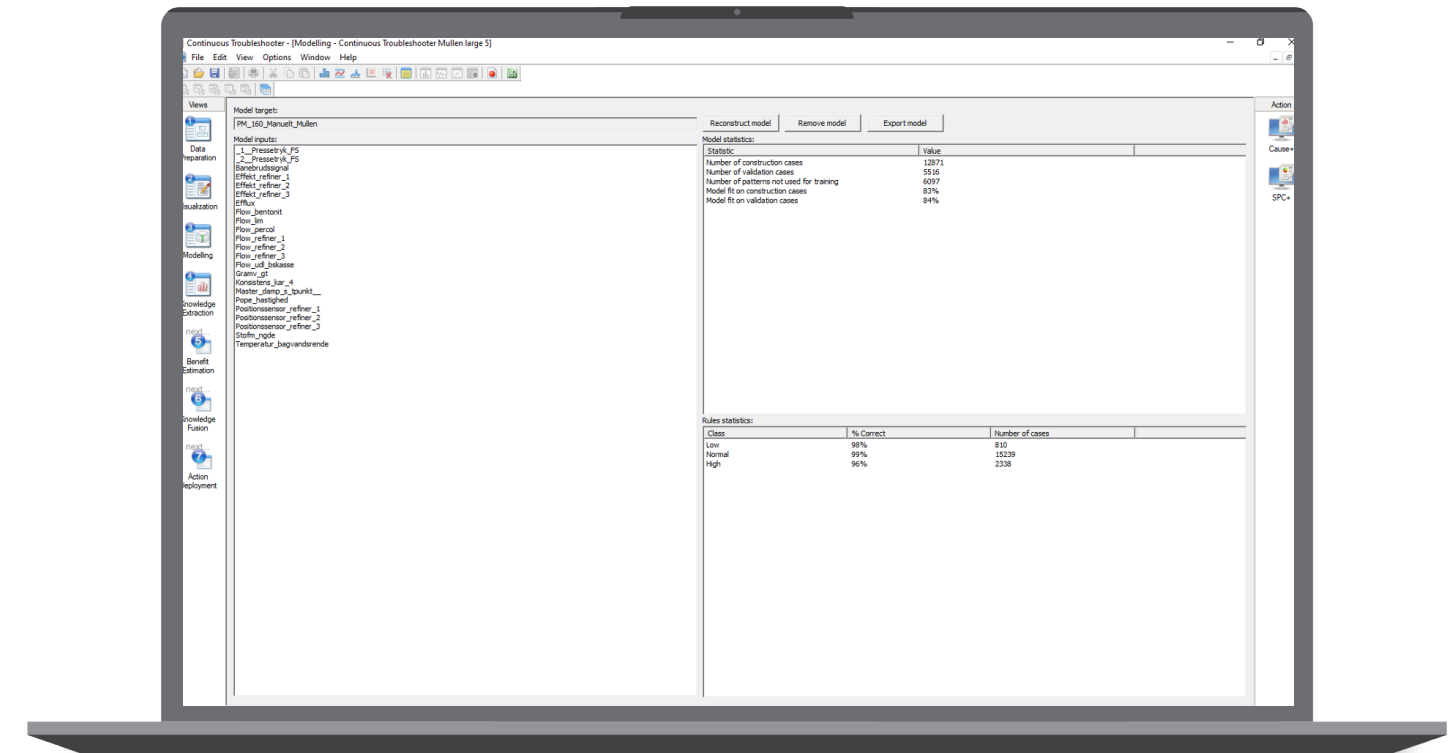 Continuous Troubleshooter - [Modelling - Continuous Troubleshooter Mullen large 5]
File Edit View Options Window Help
Views
Data
Preparation
Visualization
Modelling
Knowledge
Extraction
next...
Benefit
Estimation
next...
Knowledge
Fusion
next...
Action
Deployment
Model target:
PM_160_Manuelt_Mullen
Model inputs:
_1__Pressetryk_FS
_2__Pressetryk_FS
Banebrudssignal
Effekt_refiner_1
Effekt_refiner_2
Effekt_refiner_3
Efflux
Flow_bentonit
Flow_lim
Flow_percol
Flow_refiner_1
Flow_refiner_2
Flow_refiner_3
Flow_udl_bskasse
Gramv_gt
Konsistens_kar_4
Master_damp_s_tpunkt__
Pope_hastighed
Positionssensor_refiner_1
Positionssensor_refiner_2
Positionssensor_refiner_3
Stofm_ngde
Temperatur_bagvandsrende
Reconstruct model Remove model Export model
Model statistics:
Statistic Value
Number of construction cases 12871
Number of validation cases 5516
Number of patterns not used for training 6097
Model fit on construction cases 83%
Model fit on validation cases 84%
Rules statistics:
Class % Correct Number of cases
Low 98% 810
Normal 99% 15239
High 96% 2338
Action
Cause+
SPC+